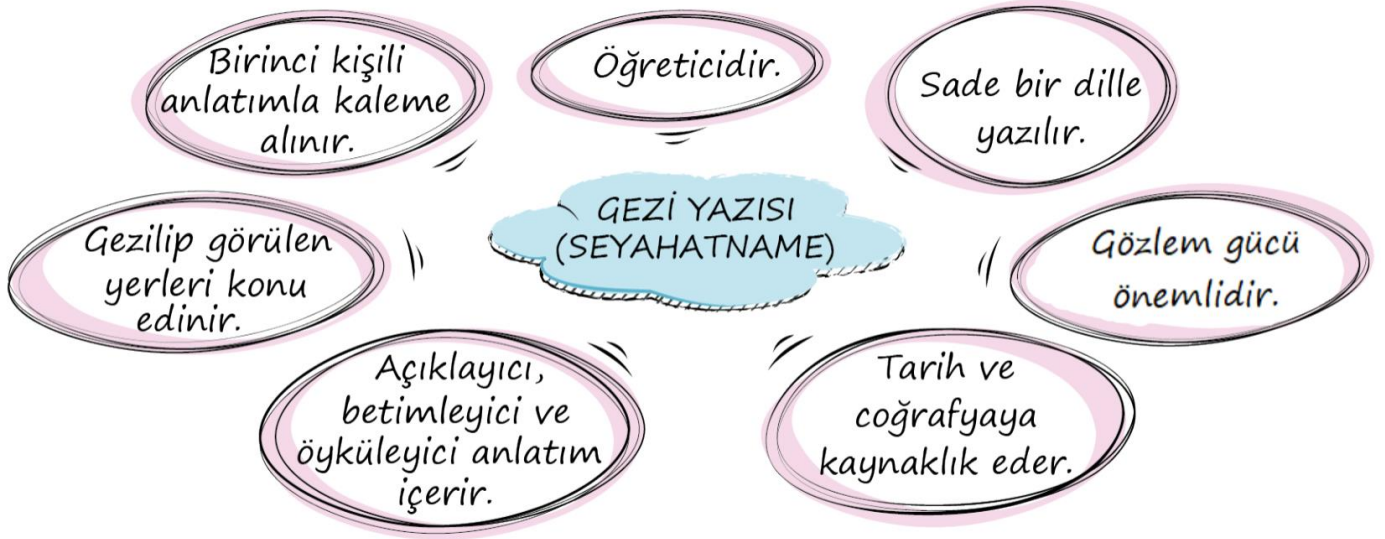 Birinci kişili
anlatımla kaleme
alınır.
Öğreticidir.
Sade bir dille
yazılır.
GEZİ YAZISI
(SEYAHATNAME)
Gezilip görülen
yerleri konu
edinir.
Gözlem gücü
önemlidir.
Açıklayıcı,
betimleyici ve
öyküleyici anlatım
içerir.
Tarih ve
coğrafyaya
kaynaklık eder.